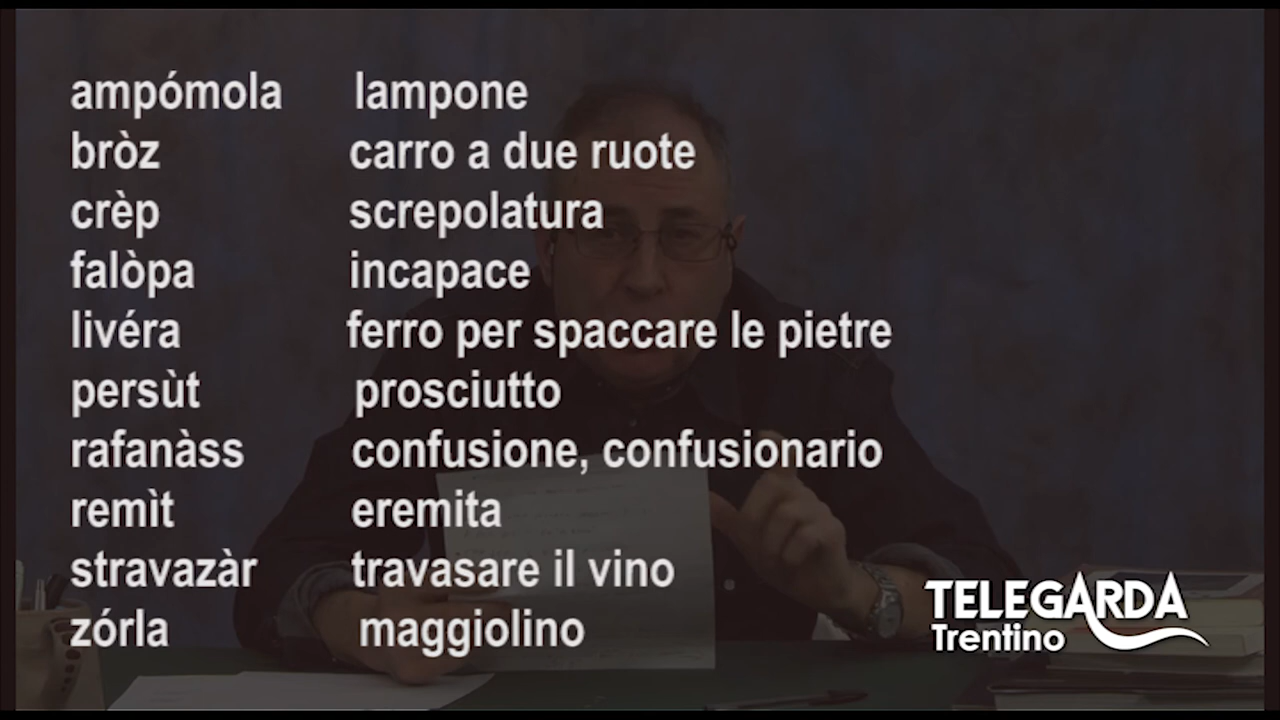 ampómola lampone
bròz carro a due ruote
crèp screpolatura
falòpa incapace
livéra ferro per spaccare le pietre
persùt prosciutto
rafanàss confusione, confusionario
remìt eremita
stravazàr travasare il vino
zórla maggiolino
TELEGARDA
Trentino